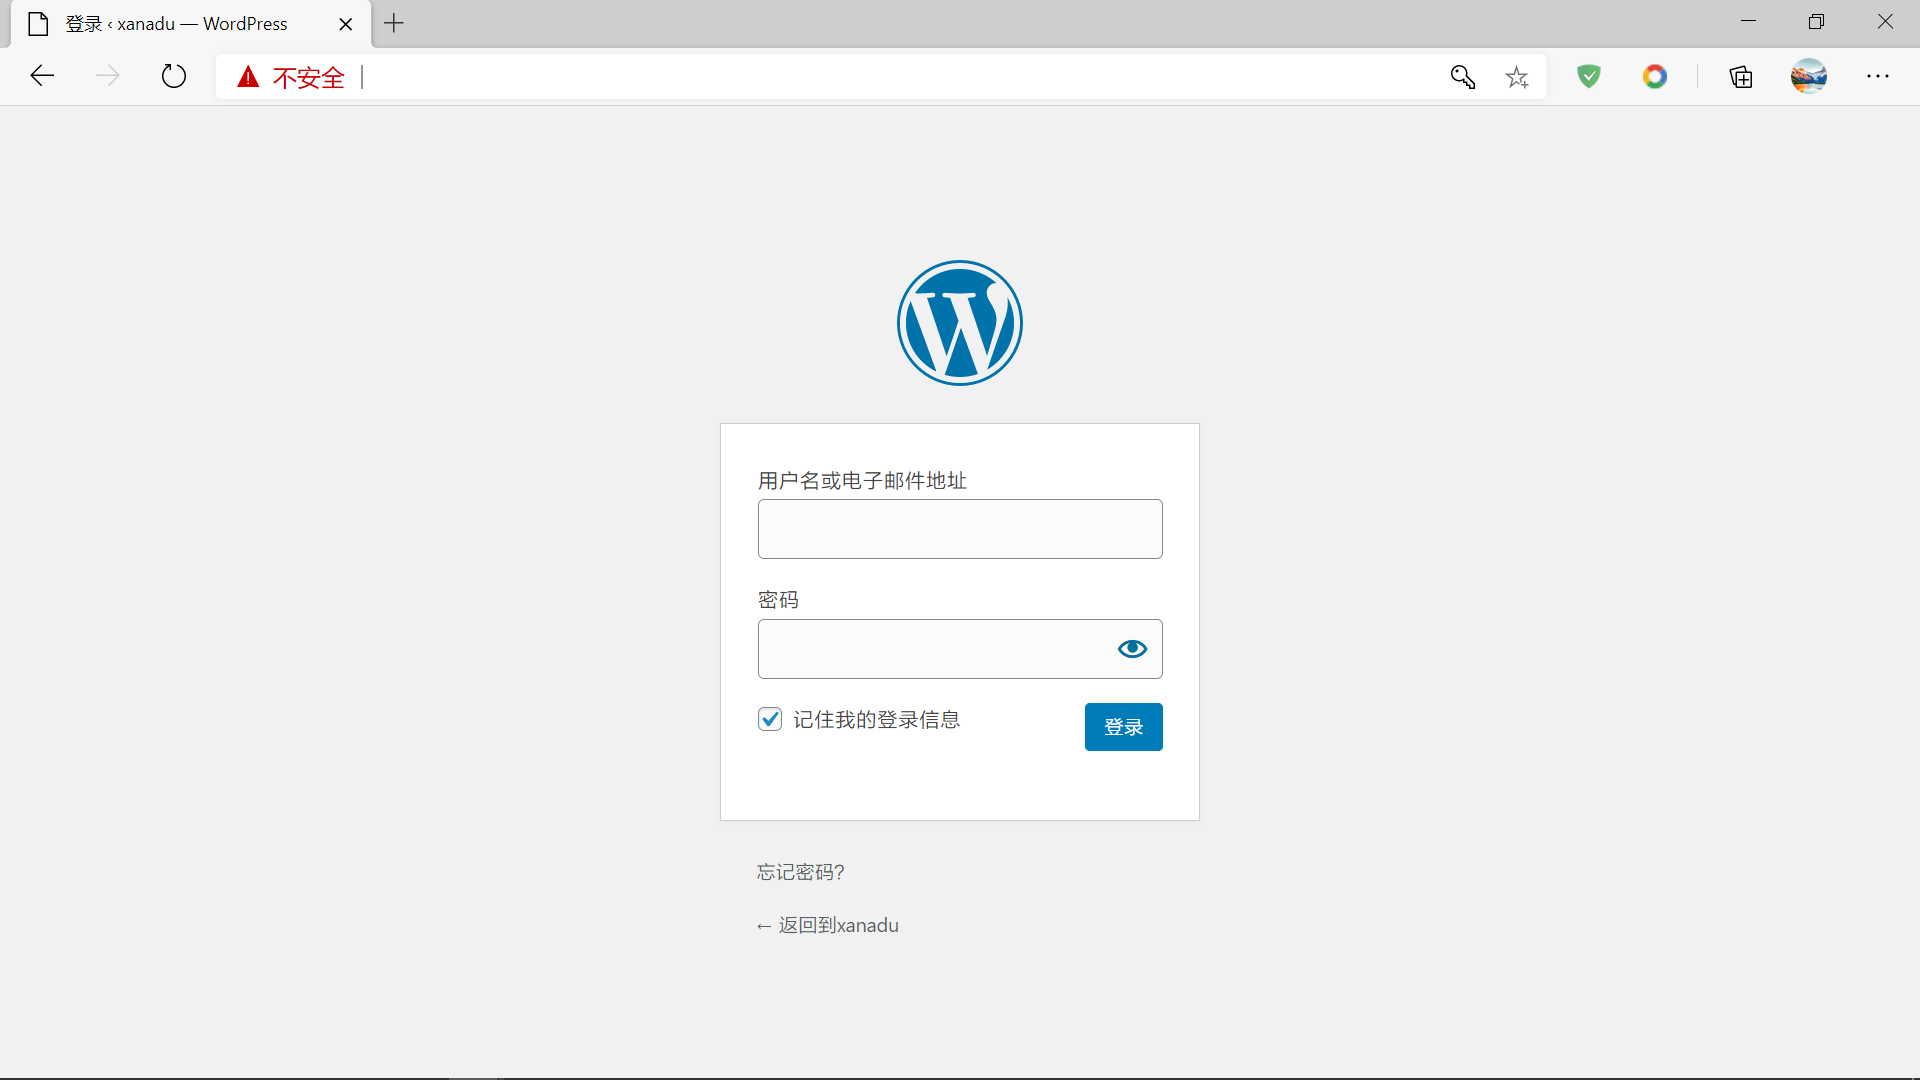 登录 ‹ xanadu — WordPress
不安全
用户名或电子邮件地址
密码
记住我的登录信息
登录
忘记密码？
← 返回到xanadu